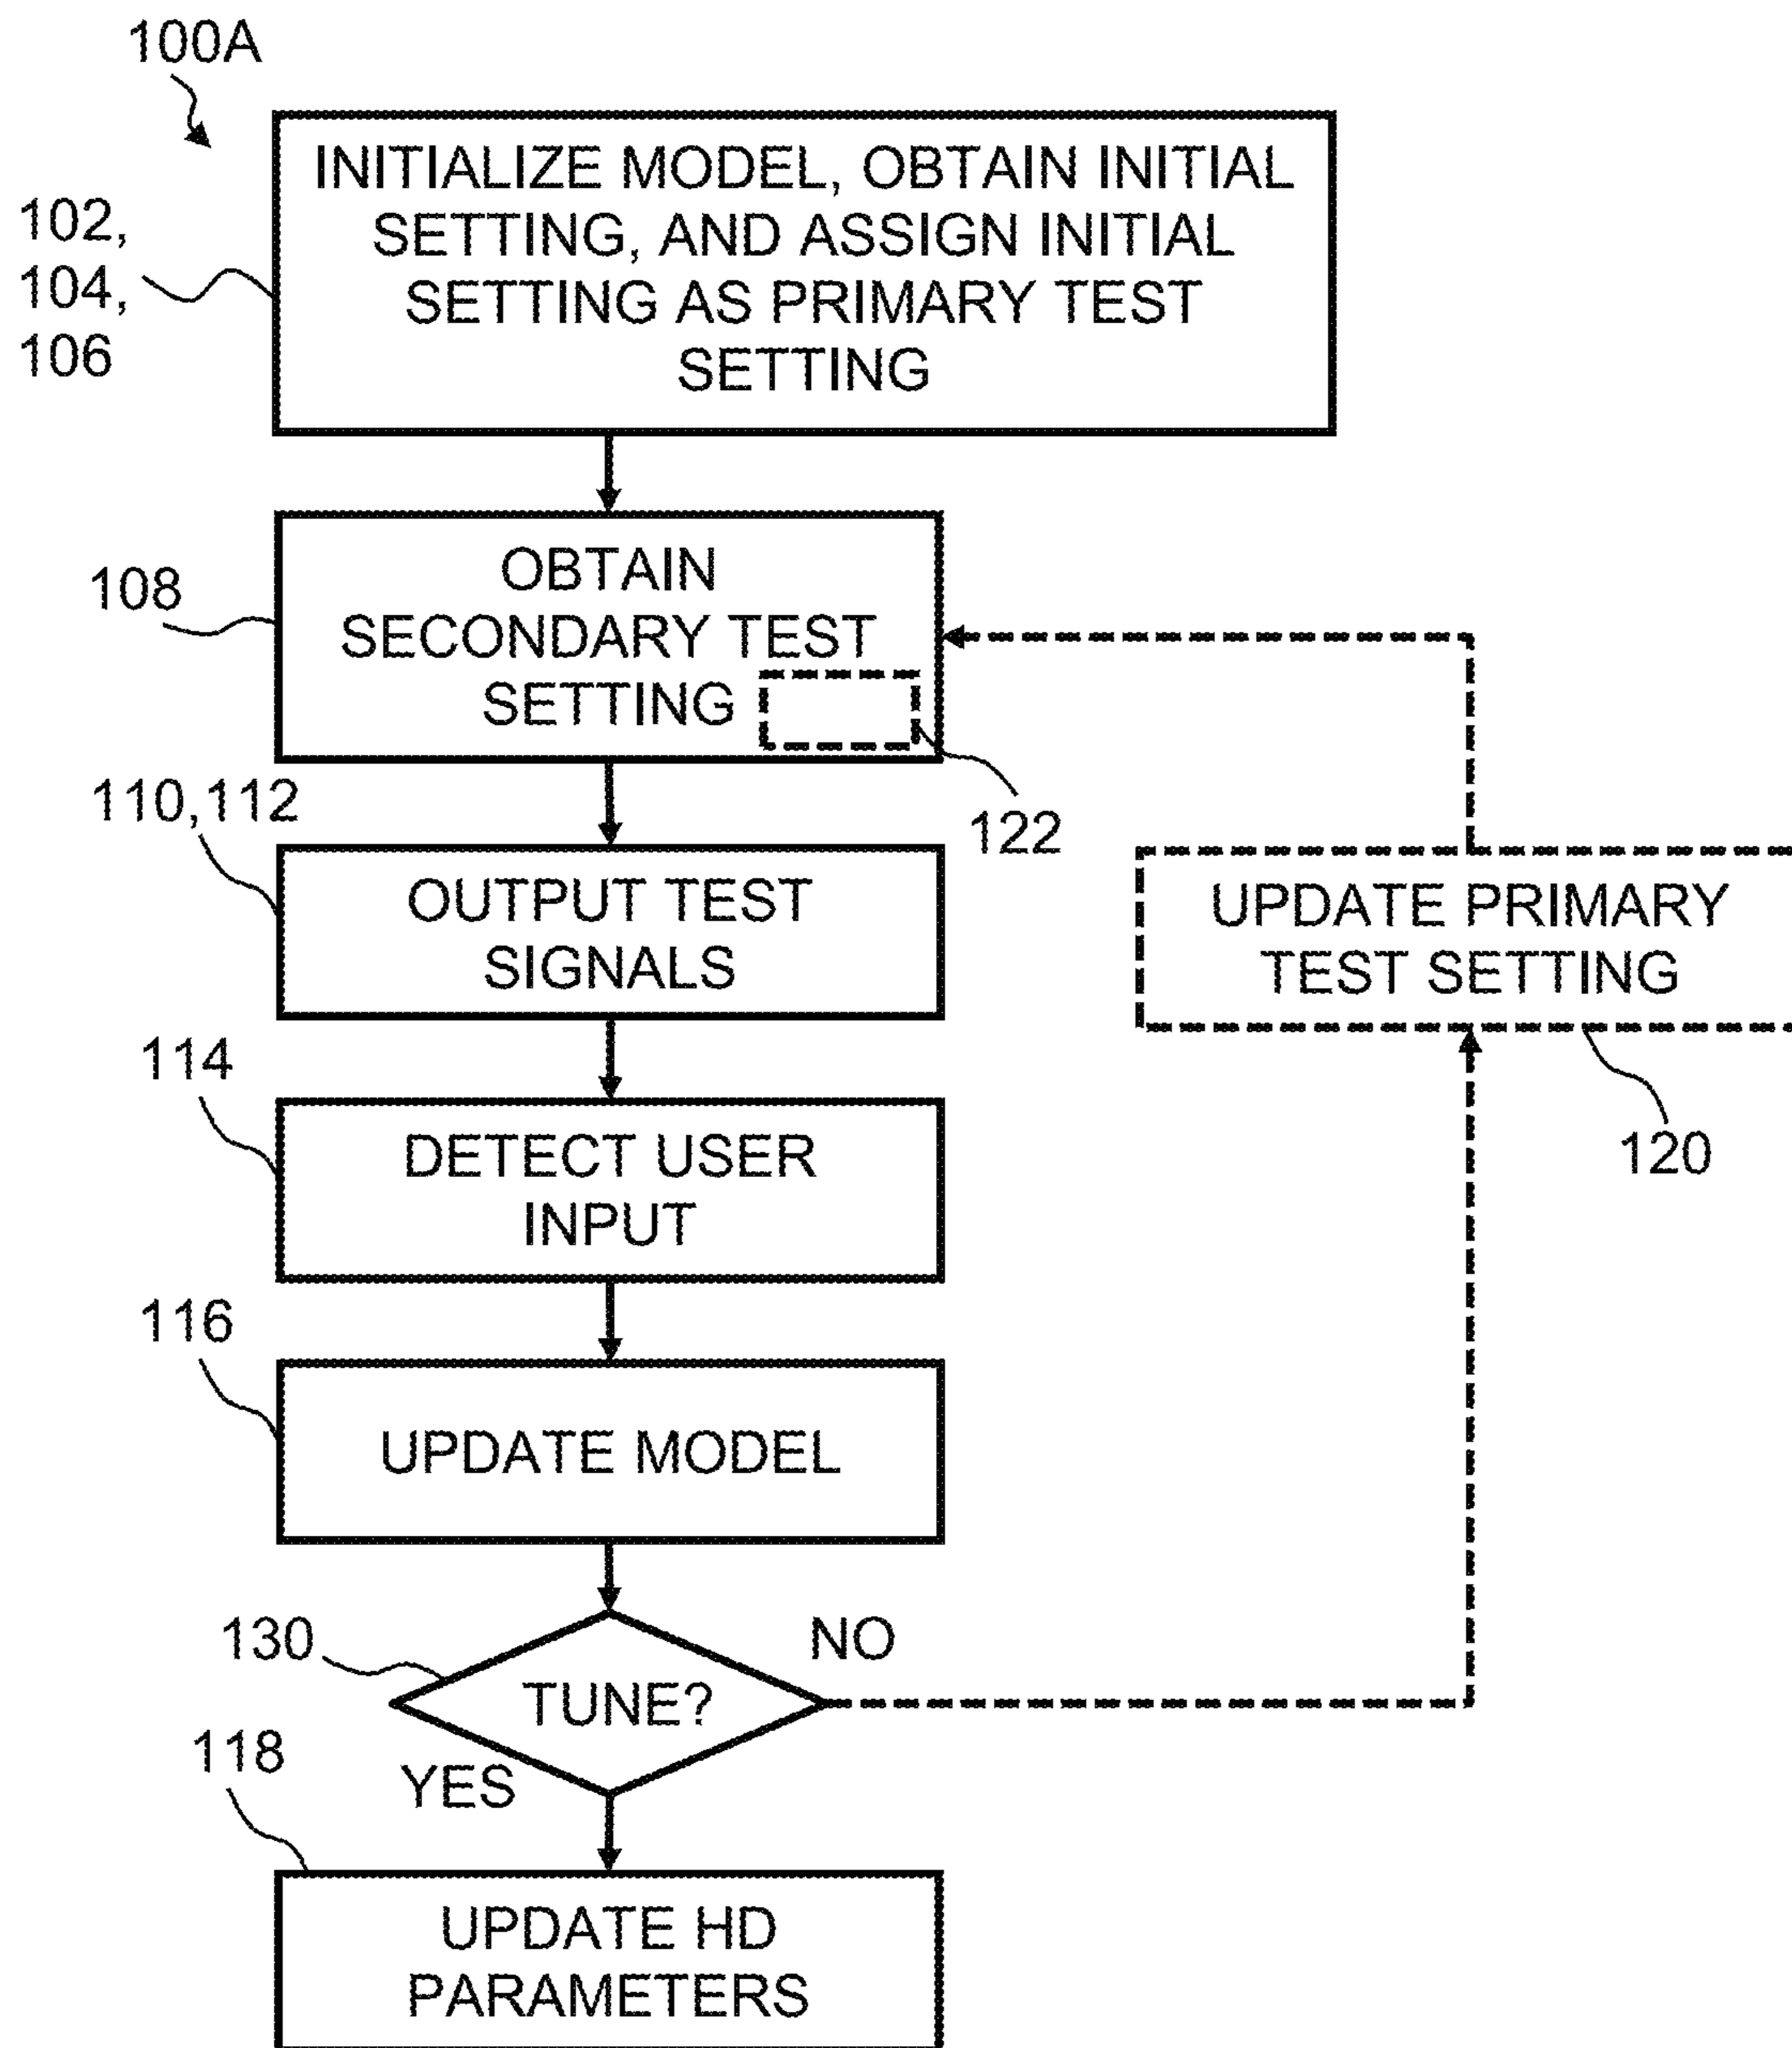 100A
INITIALIZE MODEL, OBTAIN INITIAL
SETTING, AND ASSIGN INITIAL
SETTING AS PRIMARY TEST
SETTING
102,
104,
106
OBTAIN
SECONDARY TEST
SETTING
108
122
110,112
OUTPUT TEST
SIGNALS
UPDATE PRIMARY
TEST SETTING
120
114
DETECT USER
INPUT
116
UPDATE MODEL
130
TUNE?
NO
YES
118
UPDATE HD
PARAMETERS